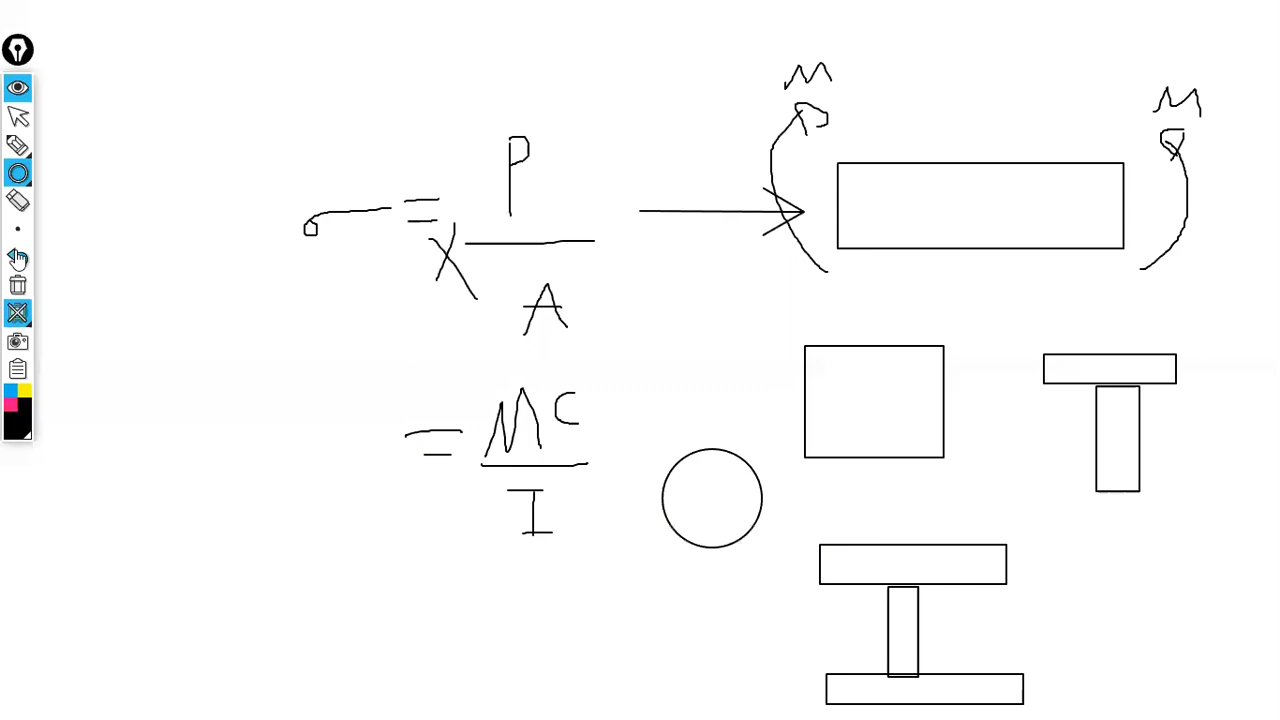 M
M
σ = P / A
= MC / I